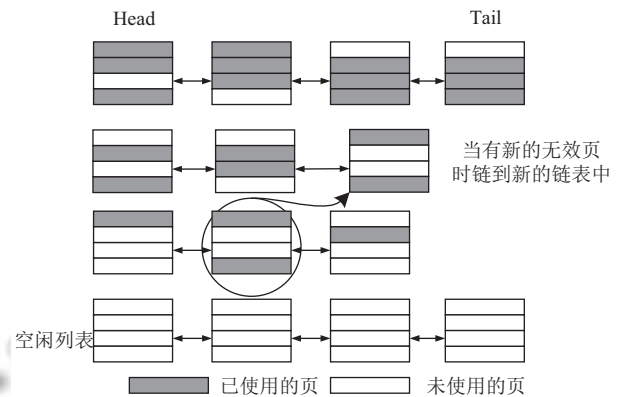 Head
Tail
当有新的无效页
时链到新的链表中
空闲列表
已使用的页
未使用的页